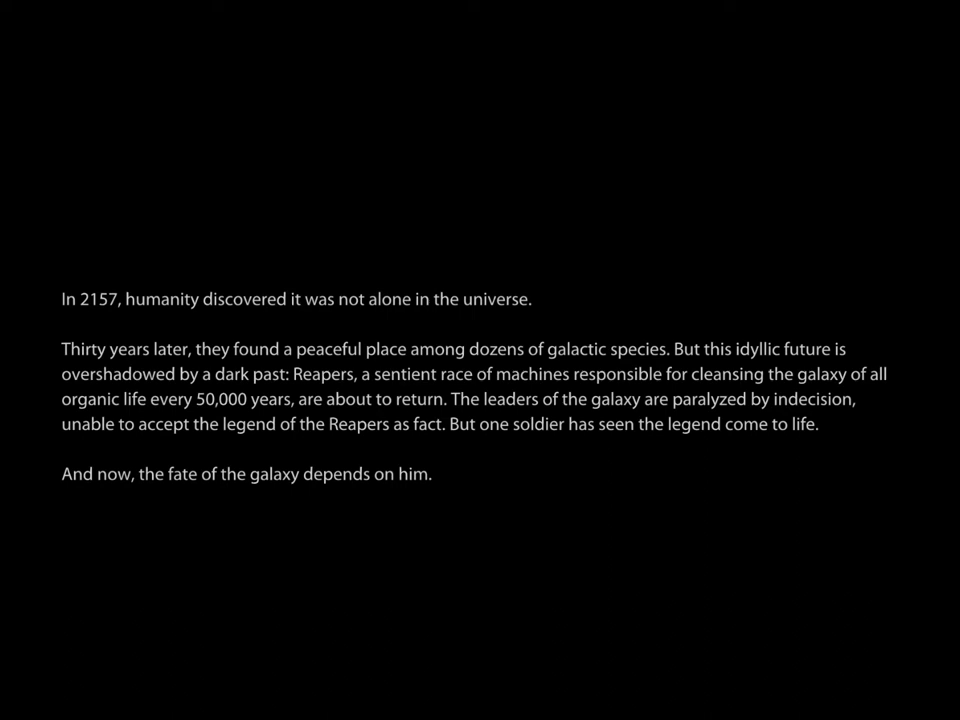 In 2157, humanity discovered it was not alone in the universe.
Thirty years later, they found a peaceful place among dozens of galactic species. But this idyllic future is
overshadowed by a dark past: Reapers, a sentient race of machines responsible for cleansing the galaxy of all
organic life every 50,000 years, are about to return. The leaders of the galaxy are paralyzed by indecision,
unable to accept the legend of the Reapers as fact. But one soldier has seen the legend come to life.
And now, the fate of the galaxy depends on him.